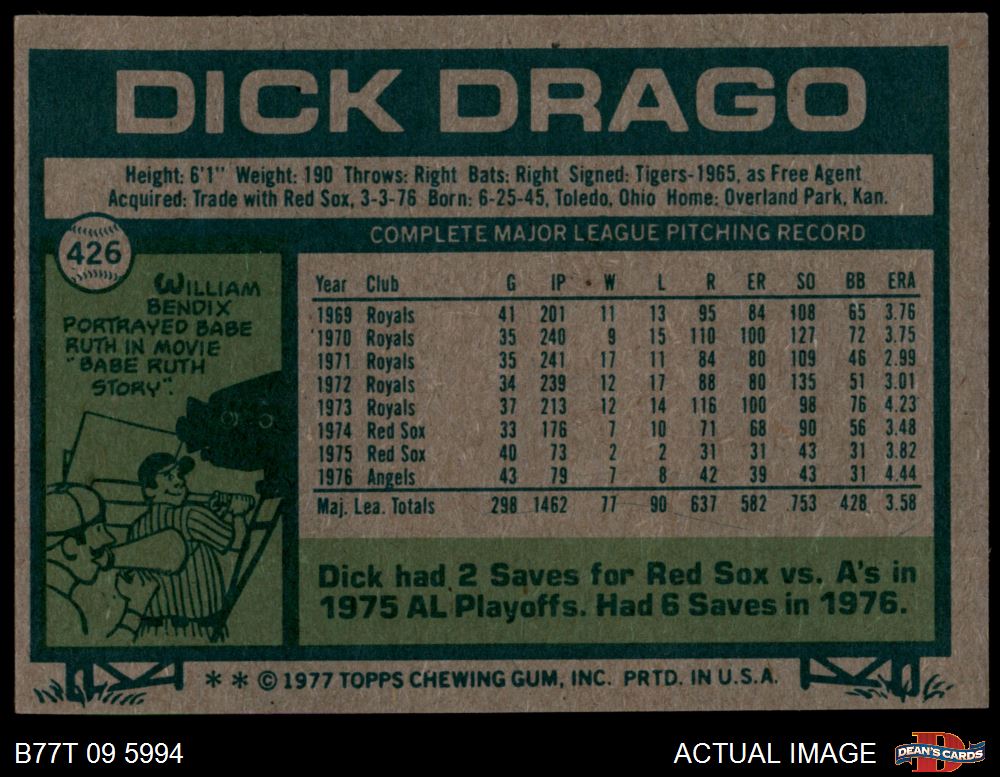 DICK DRAGO
Height: 6'1" Weight: 190 Throws: Right Bats: Right Signed: Tigers-1965, as Free Agent
Acquired: Trade with Red Sox, 3-3-76 Born: 6-25-45, Toledo, Ohio Home: Overland Park, Kan.
426
WILLIAM
BENDIX
PORTRAYED BABE
RUTH IN MOVIE
"BABE RUTH
STORY".
COMPLETE MAJOR LEAGUE PITCHING RECORD
Year Club G IP W L R ER SO BB ERA
1969 Royals 41 201 11 13 95 84 108 65 3.76
1970 Royals 35 240 9 15 110 100 127 72 3.75
1971 Royals 35 241 17 11 84 80 109 46 2.99
1972 Royals 34 239 12 17 88 80 135 51 3.01
1973 Royals 37 213 12 14 116 100 98 76 4.23
1974 Red Sox 33 176 7 10 71 68 90 56 3.48
1975 Red Sox 40 73 2 2 31 31 43 31 3.82
1976 Angels 43 79 7 8 42 39 43 31 4.44
Maj. Lea. Totals 298 1462 77 90 637 582 753 428 3.58
Dick had 2 Saves for Red Sox vs. A's in
1975 AL Playoffs. Had 6 Saves in 1976.
* * © 1977 TOPPS CHEWING GUM, INC. PRTD. IN U.S.A.
B77T 09 5994
ACTUAL IMAGE
D
DEAN'S CARDS